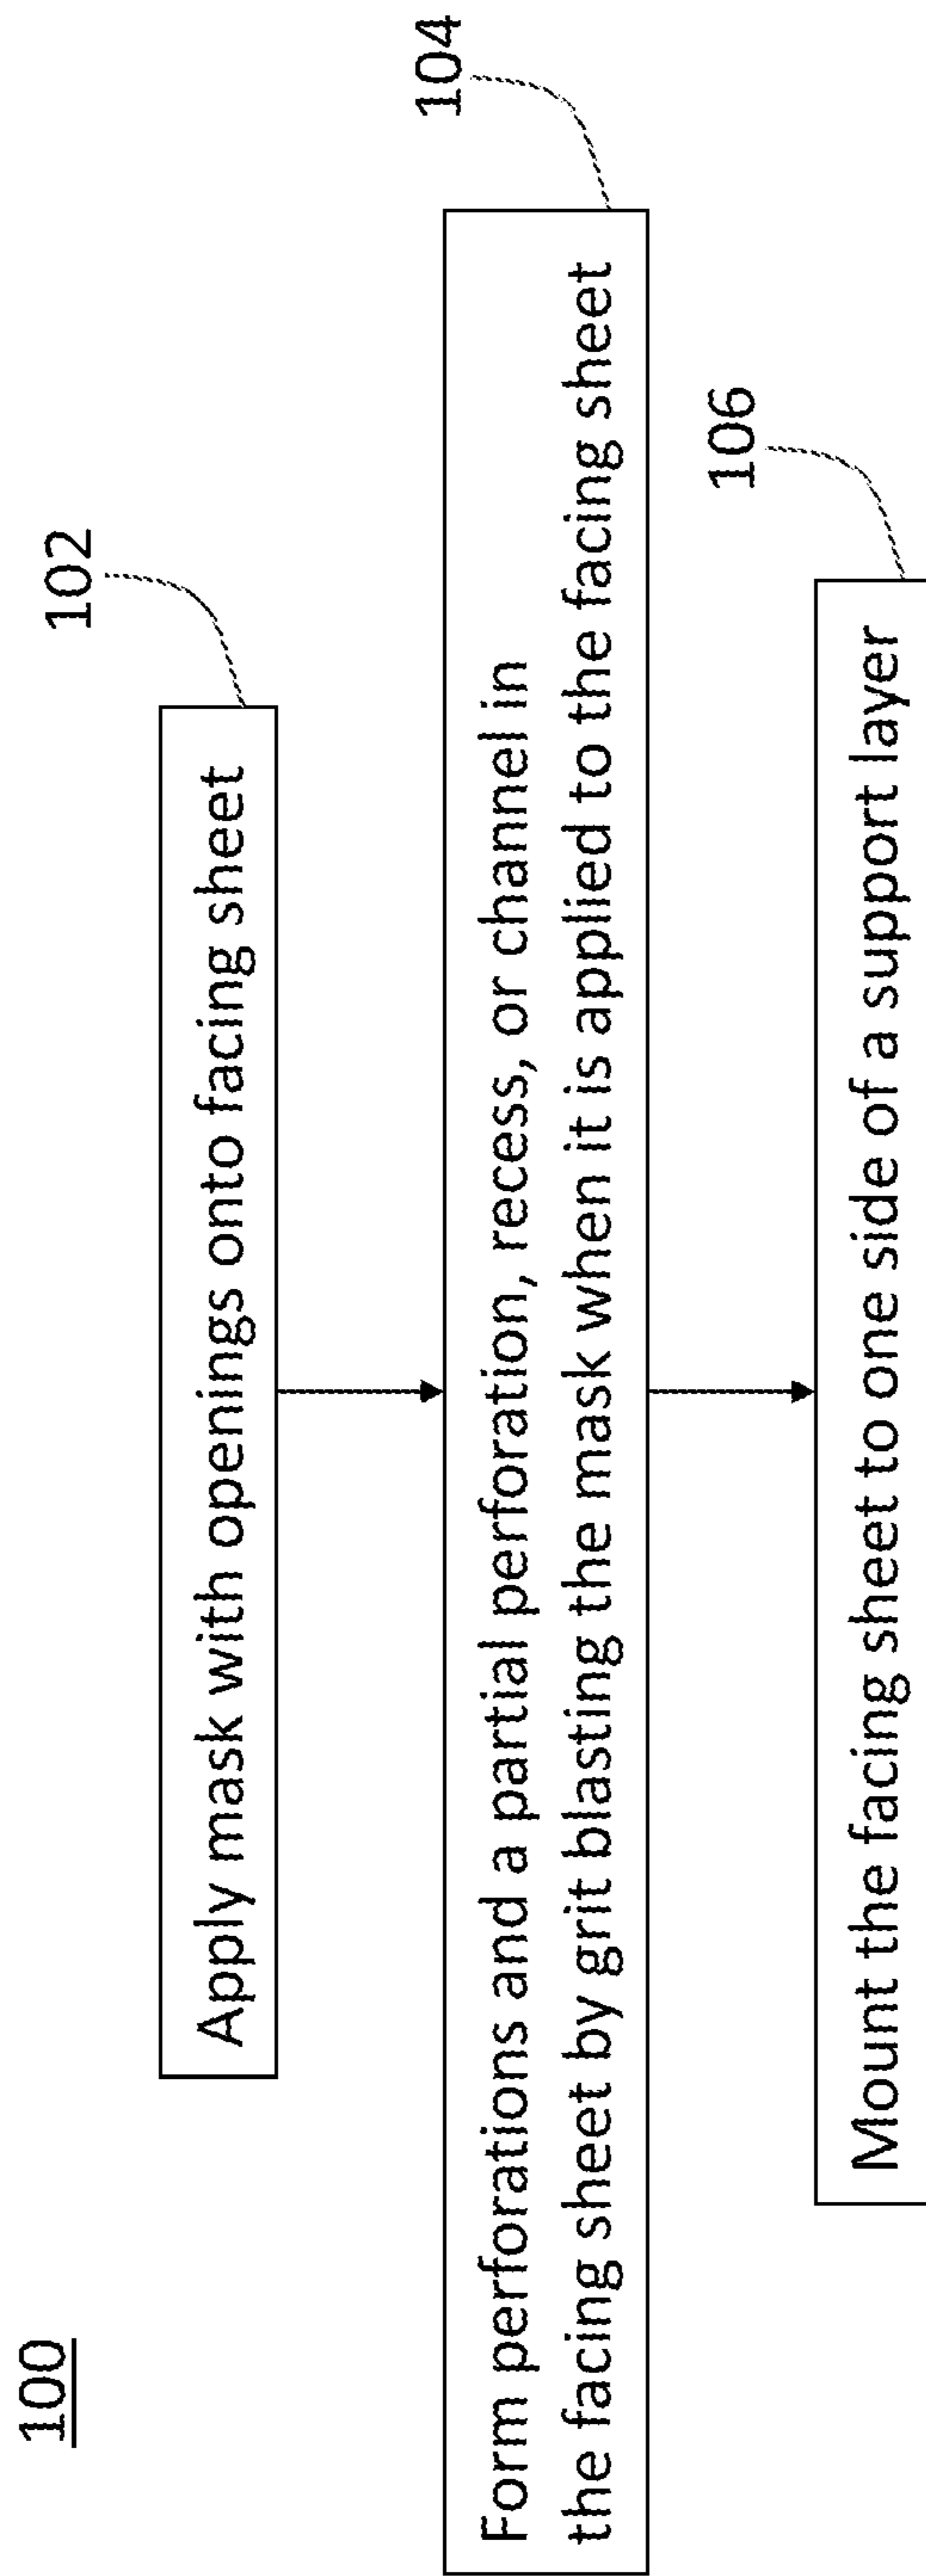 100
102
Apply mask with openings onto facing sheet
104
Form perforations and a partial perforation, recess, or channel in
the facing sheet by grit blasting the mask when it is applied to the facing sheet
106
Mount the facing sheet to one side of a support layer